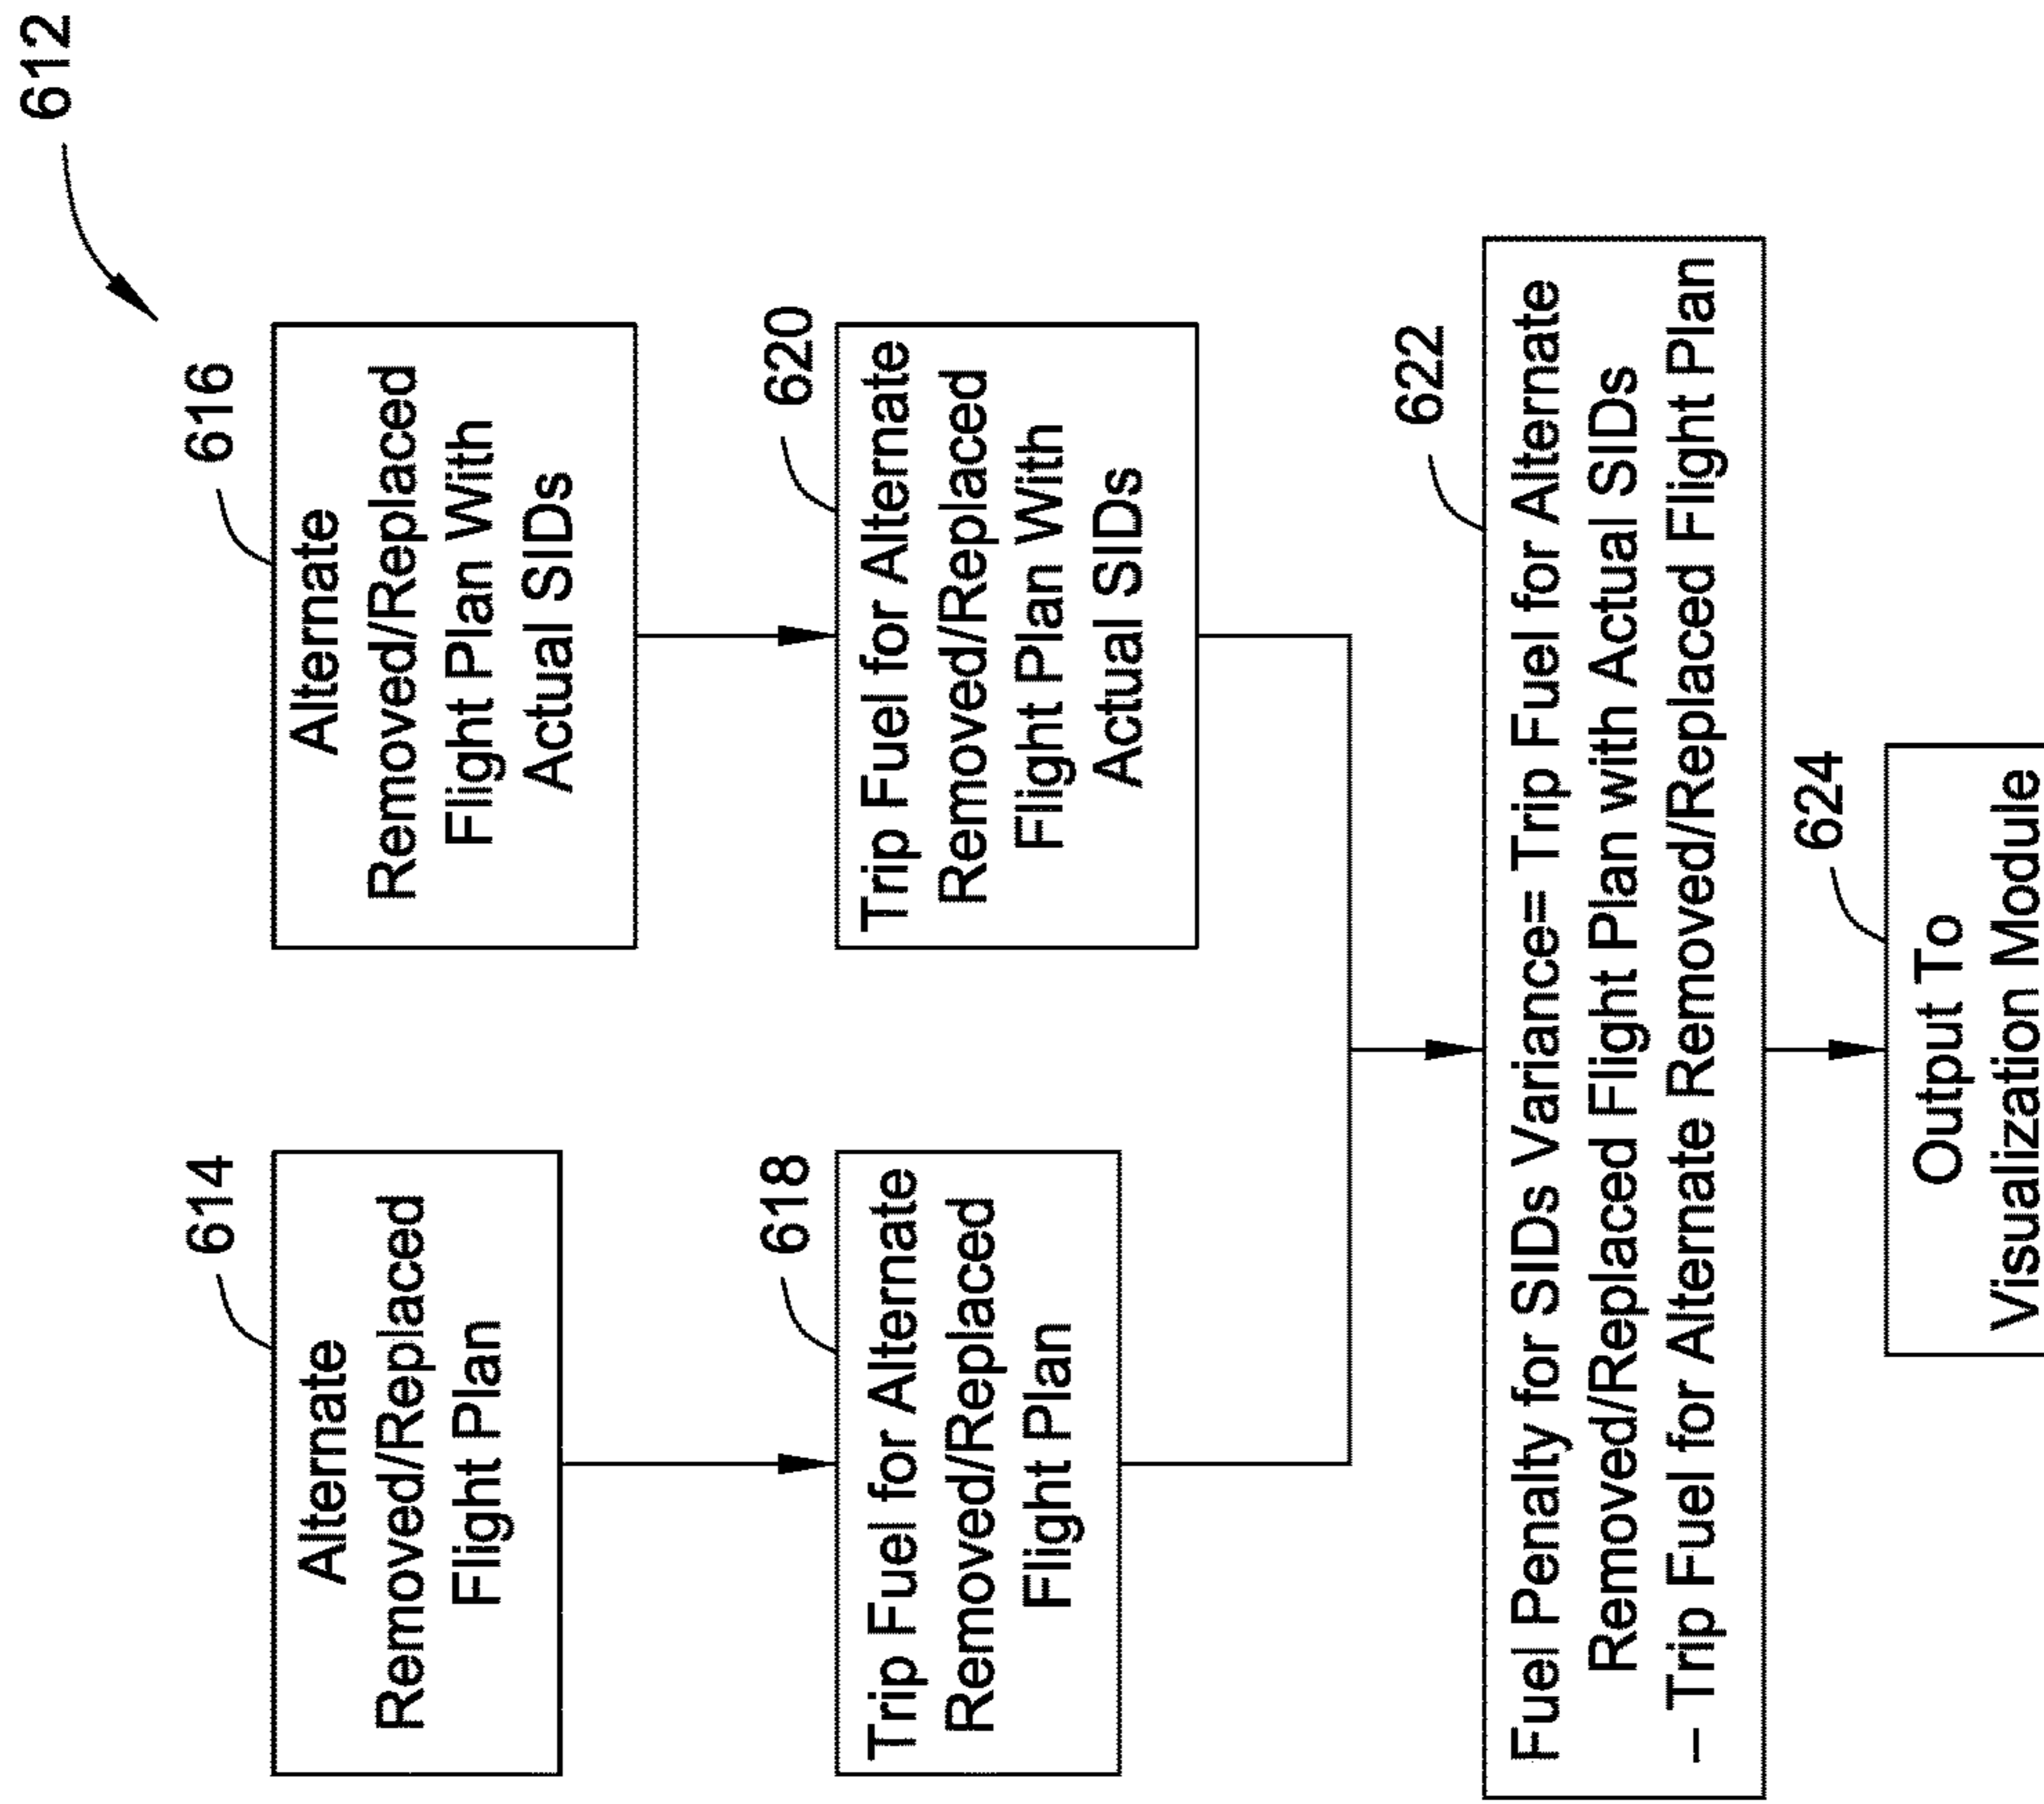 612
614
Alternate
Removed/Replaced
Flight Plan
616
Alternate
Removed/Replaced
Flight Plan With
Actual SIDs
618
Trip Fuel for Alternate
Removed/Replaced
Flight Plan
620
Trip Fuel for Alternate
Removed/Replaced
Flight Plan With
Actual SIDs
622
Fuel Penalty for SIDs Variance= Trip Fuel for Alternate
Removed/Replaced Flight Plan with Actual SIDs
– Trip Fuel for Alternate Removed/Replaced Flight Plan
624
Output To
Visualization Module